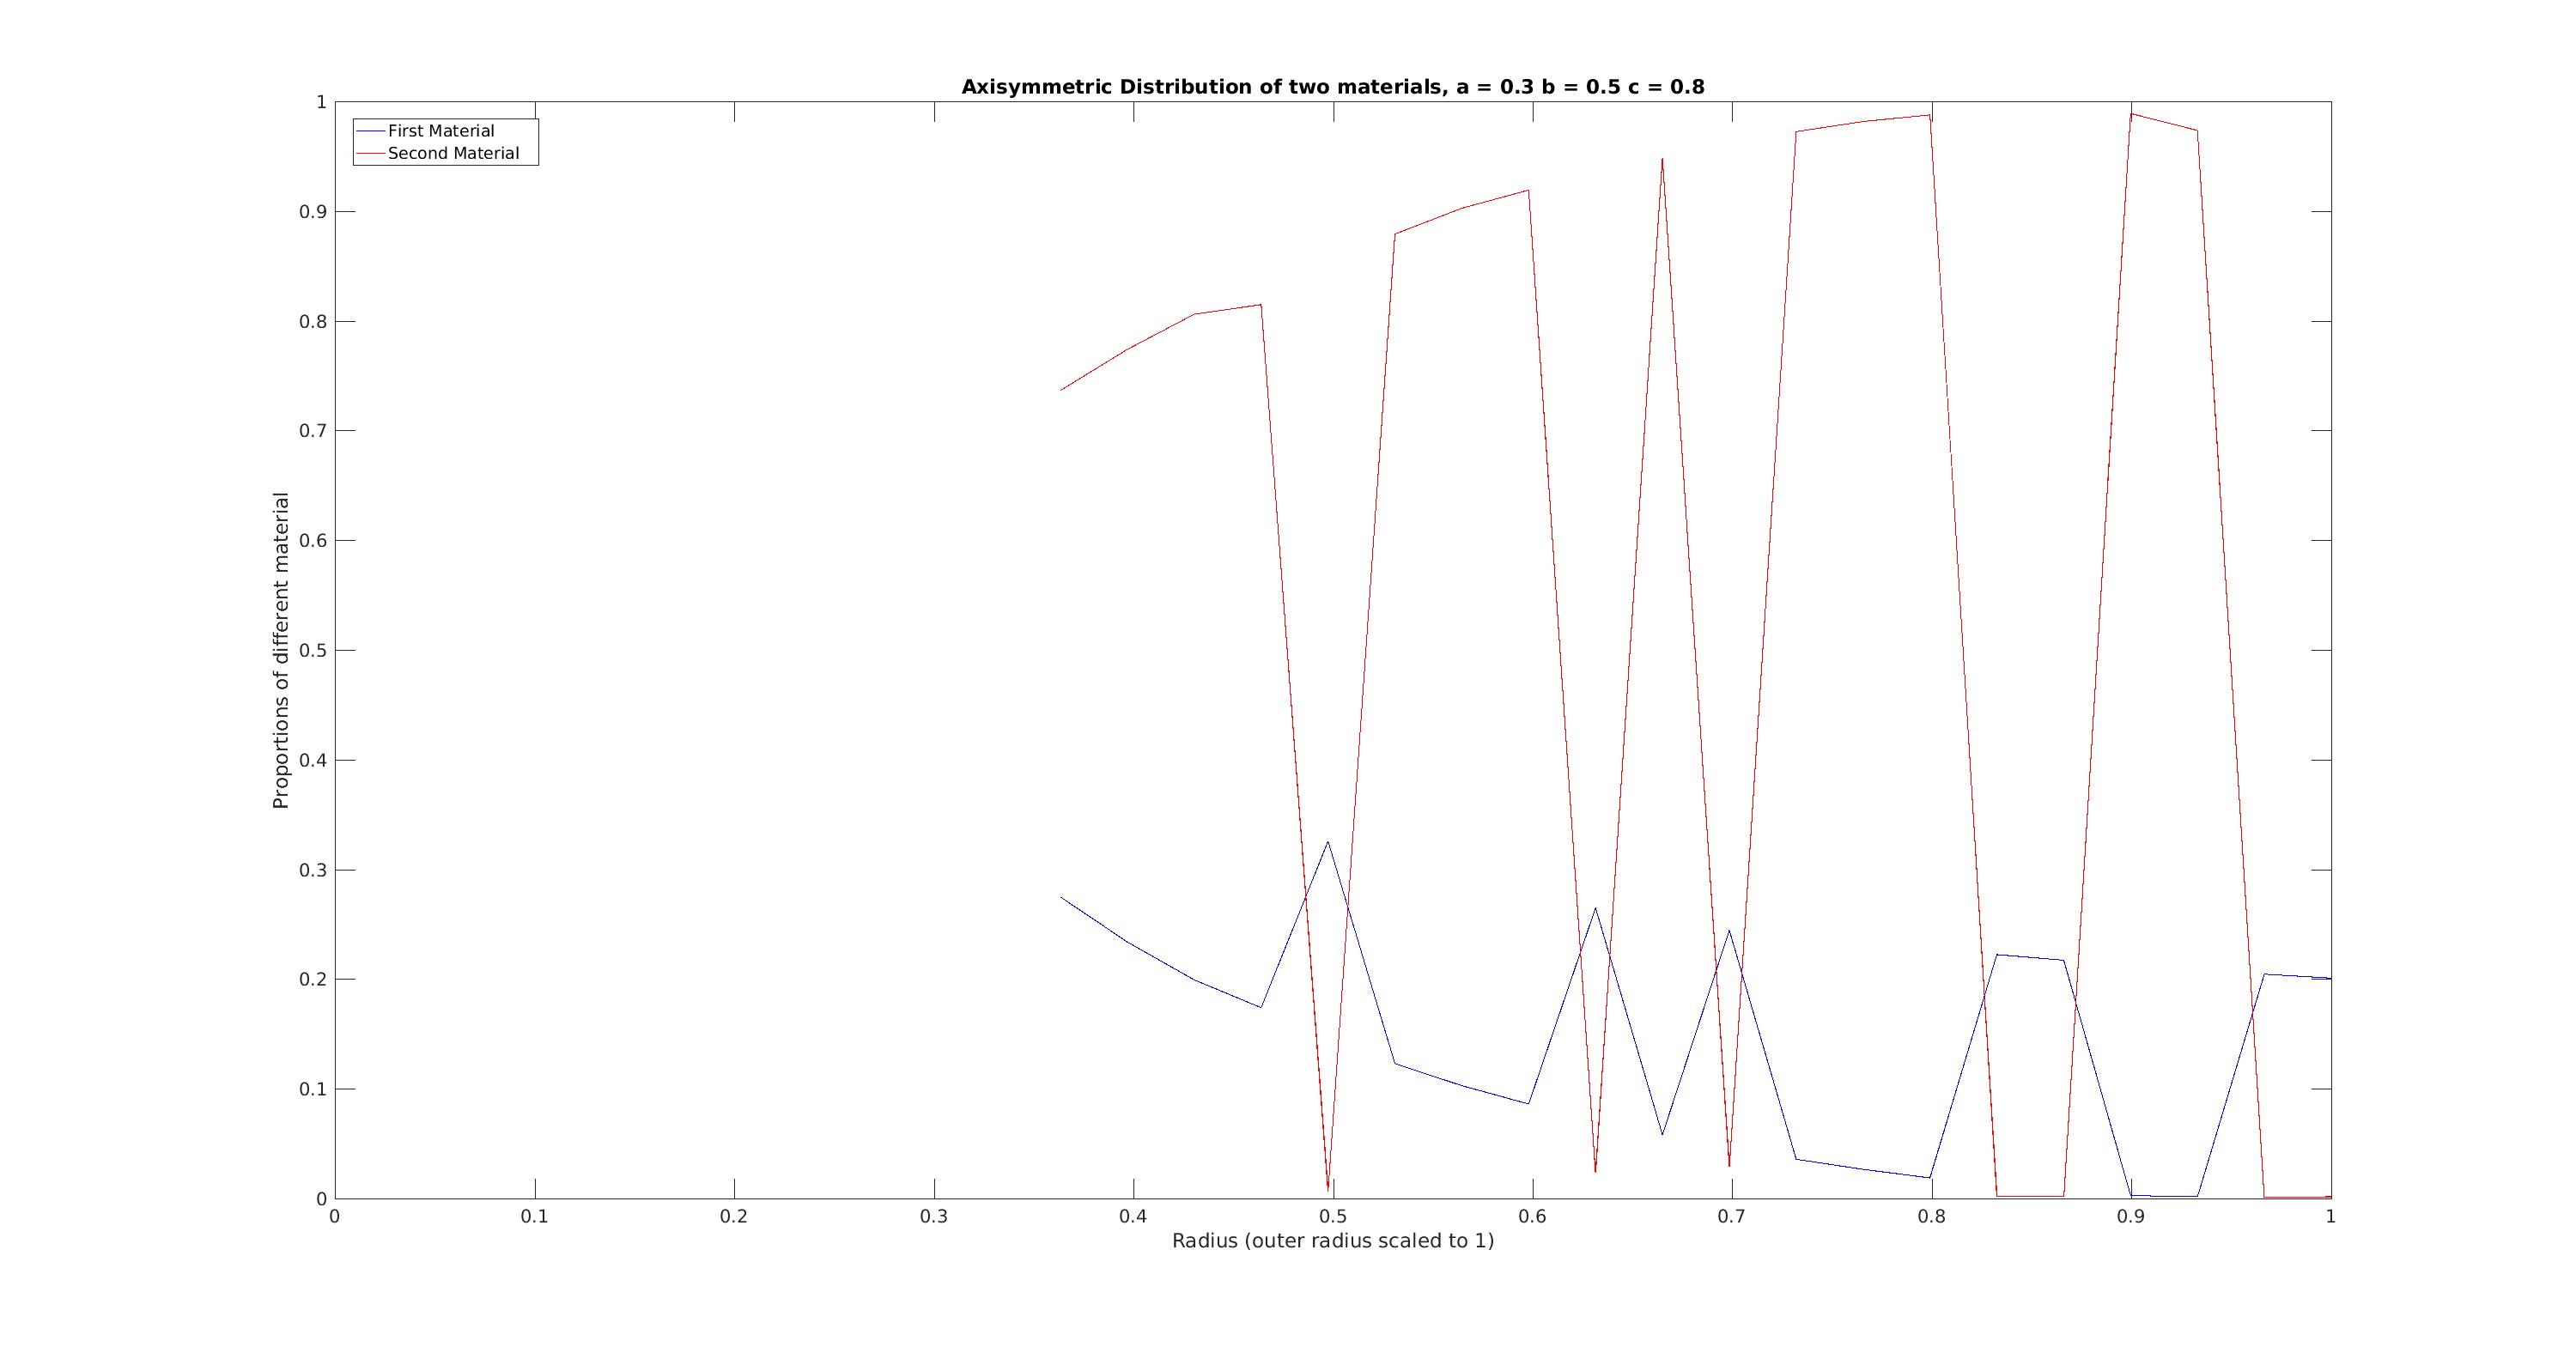 Axisymmetric Distribution of two materials, a = 0.3 b = 0.5 c = 0.8
First Material
Second Material
Proportions of different material
1
0.9
0.8
0.7
0.6
0.5
0.4
0.3
0.2
0.1
0
0 0.1 0.2 0.3 0.4 0.5 0.6 0.7 0.8 0.9 1
Radius (outer radius scaled to 1)